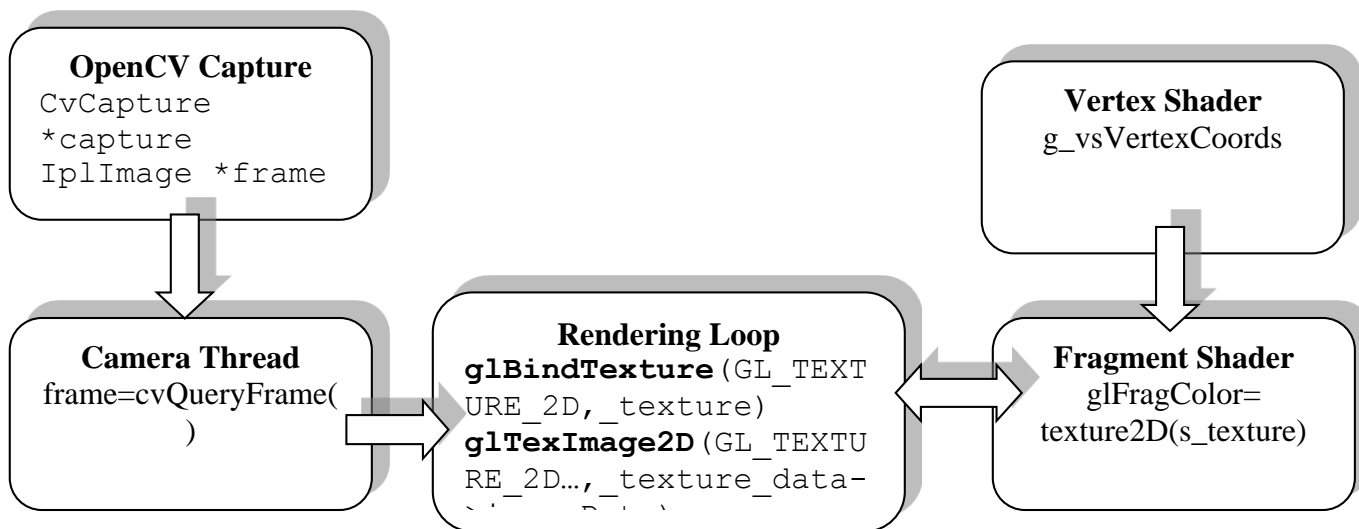 OpenCV Capture
CvCapture
*capture
IplImage *frame
Vertex Shader
g_vsVertexCoords
Camera Thread
frame=cvQueryFrame(
)
Rendering Loop
glBindTexture(GL_TEXT
URE_2D,_texture)
glTexImage2D(GL_TEXTU
RE_2D…,_texture_data-
Fragment Shader
glFragColor=
texture2D(s_texture)